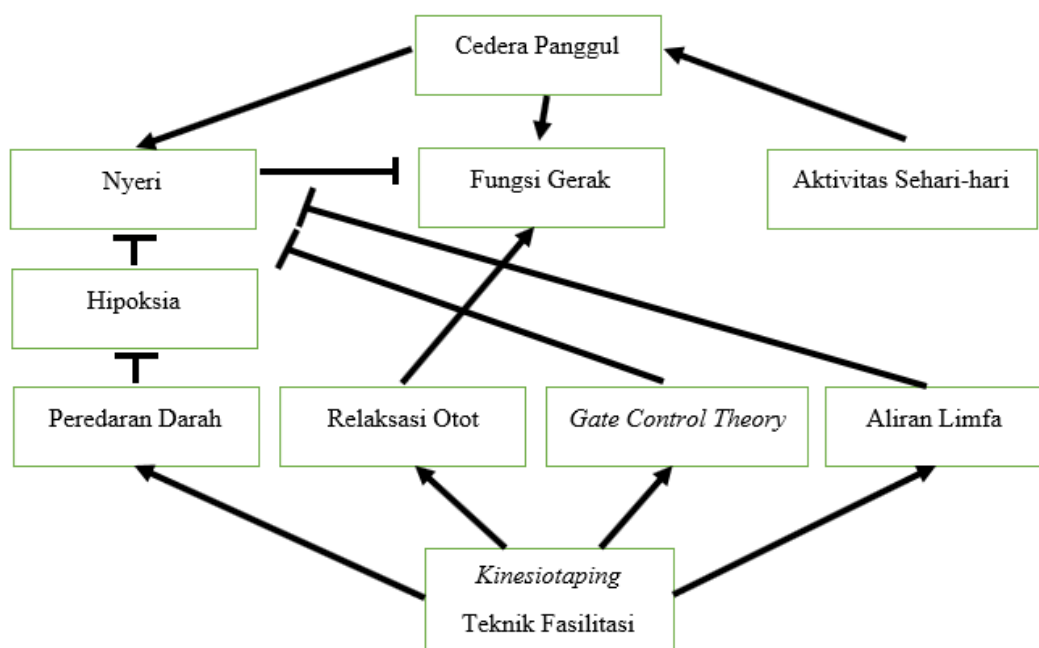 Cedera Panggul
Nyeri
Fungsi Gerak
Aktivitas Sehari-hari
Hipoksia
Peredaran Darah
Relaksasi Otot
Gate Control Theory
Aliran Limfa
Kinesiotaping
Teknik Fasilitasi